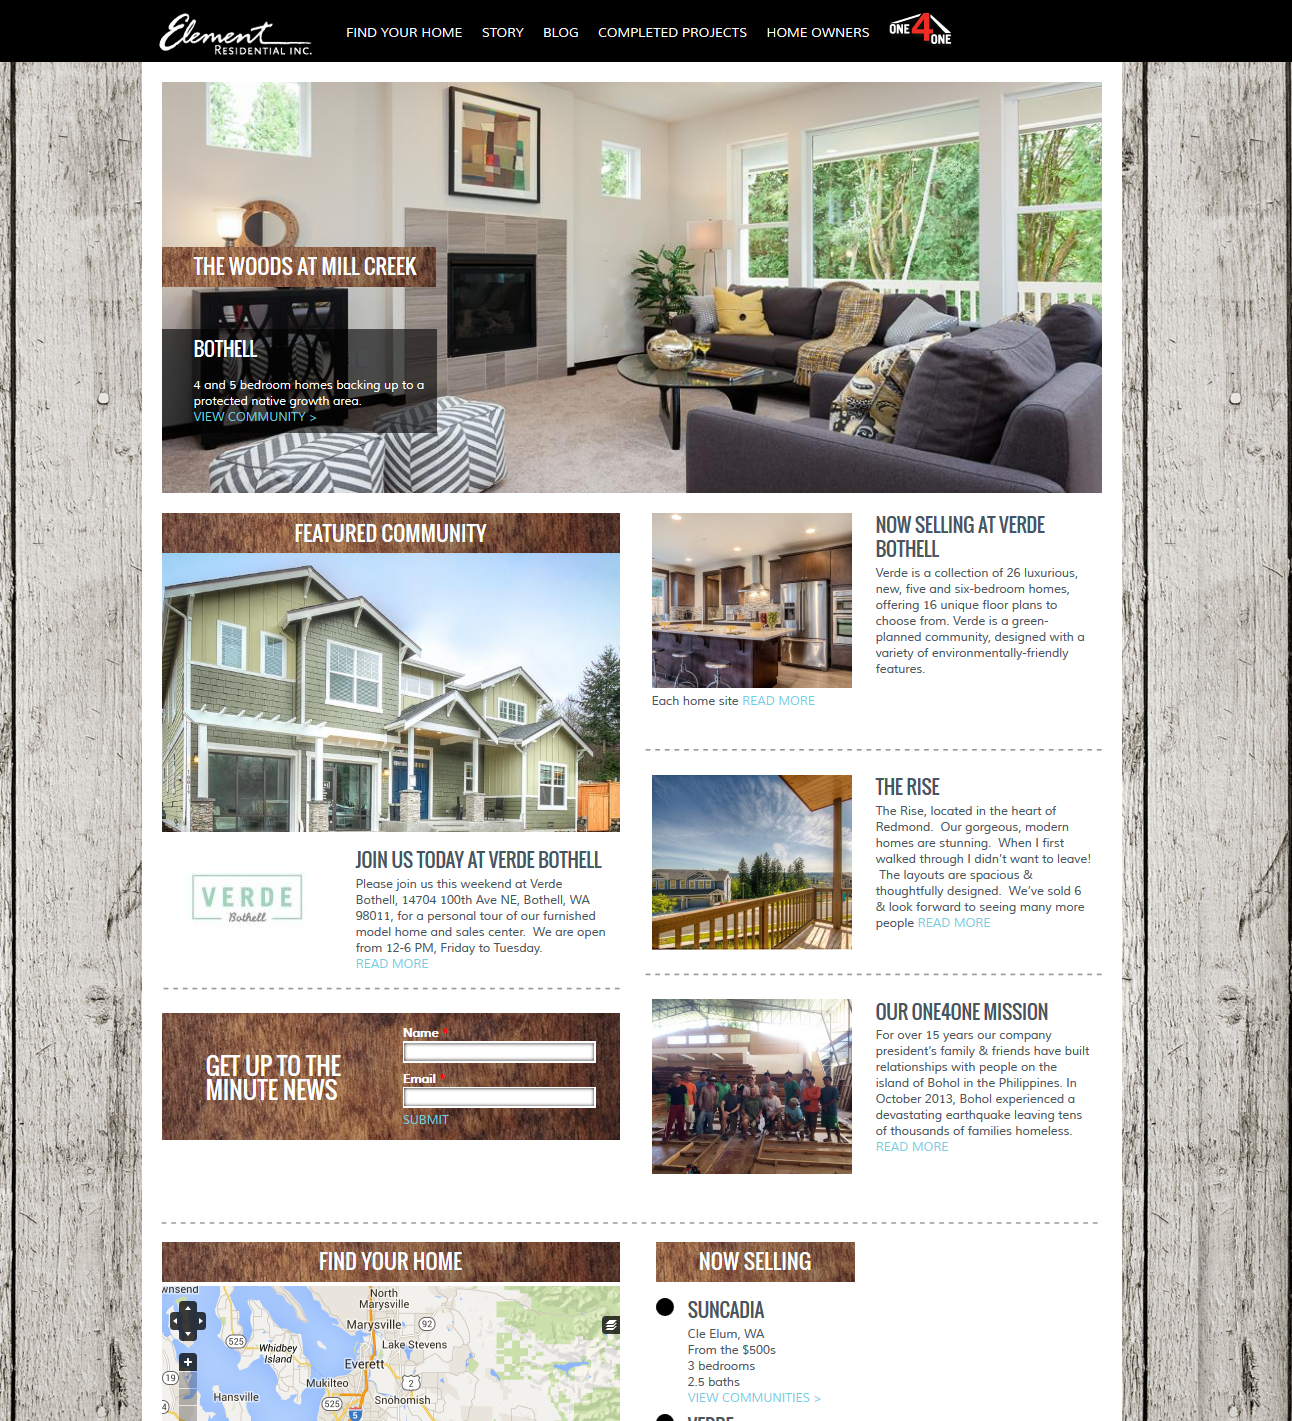 Element
RESIDENTIAL INC.
FIND YOUR HOME
STORY
BLOG
COMPLETED PROJECTS
HOME OWNERS
ONE 4 ONE
THE WOODS AT MILL CREEK
BOTHELL
4 and 5 bedroom homes backing up to a
protected native growth area.
VIEW COMMUNITY >
FEATURED COMMUNITY
VERDE
Bothell
JOIN US TODAY AT VERDE BOTHELL
Please join us this weekend at Verde
Bothell, 14704 100th Ave NE, Bothell, WA
98011, for a personal tour of our furnished
model home and sales center.  We are open
from 12-6 PM, Friday to Tuesday.
READ MORE
GET UP TO THE
MINUTE NEWS
Name *
Email *
SUBMIT
NOW SELLING AT VERDE
BOTHELL
Verde is a collection of 26 luxurious,
new, five and six-bedroom homes,
offering 16 unique floor plans to
choose from. Verde is a green-
planned community, designed with a
variety of environmentally-friendly
features.
Each home site READ MORE
THE RISE
The Rise, located in the heart of
Redmond.  Our gorgeous, modern
homes are stunning.  When I first
walked through I didn't want to leave!
The layouts are spacious &
thoughtfully designed.  We've sold 6
& look forward to seeing many more
people READ MORE
OUR ONE4ONE MISSION
For over 15 years our company
president's family & friends have built
relationships with people on the
island of Bohol in the Philippines. In
October 2013, Bohol experienced a
devastating earthquake leaving tens
of thousands of families homeless.
READ MORE
FIND YOUR HOME
wnsend
North
Marysville
Marysville
92
525
Whidbey
Island
Lake Stevens
Everett
19
Mukilteo
2
Hansville
525
Snohomish
4
5
NOW SELLING
SUNCADIA
Cle Elum, WA
From the $500s
3 bedrooms
2.5 baths
VIEW COMMUNITIES >
VERDE